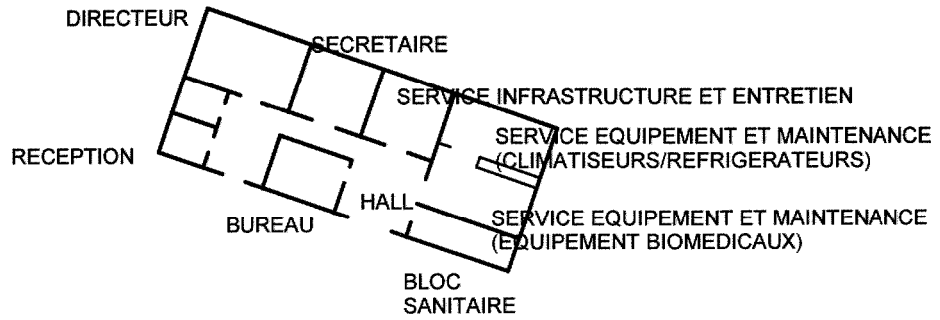 DIRECTEUR
SECRETAIRE
SERVICE INFRASTRUCTURE ET ENTRETIEN
SERVICE EQUIPEMENT ET MAINTENANCE
(CLIMATISEURS/REFRIGERATEURS)
RECEPTION
HALL
BUREAU
SERVICE EQUIPEMENT ET MAINTENANCE
(EQUIPEMENT BIOMEDICAUX)
BLOC
SANITAIRE